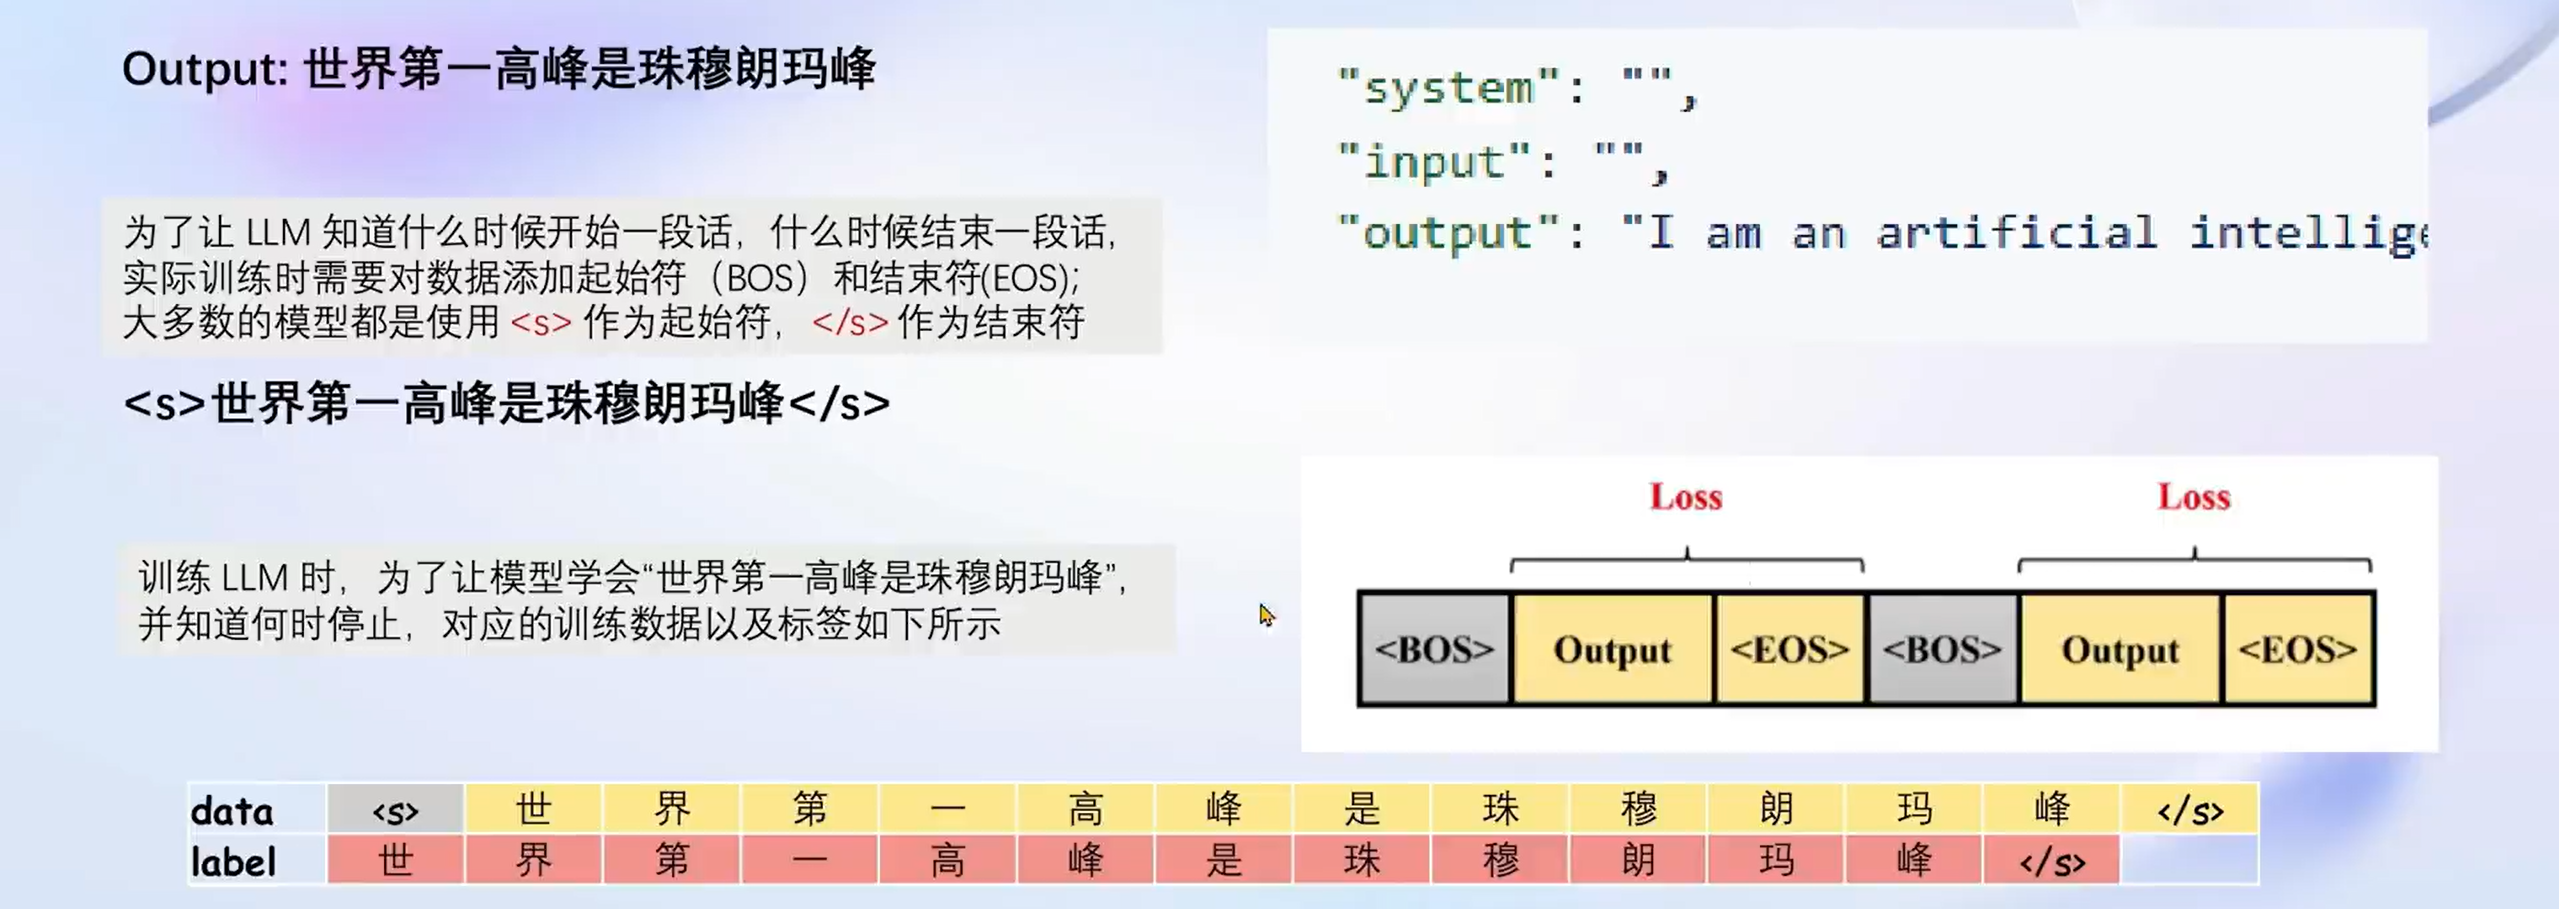 Output: 世界第一高峰是珠穆朗玛峰
"system": "",
"input": "",
"output": "I am an artificial intellige
为了让 LLM 知道什么时候开始一段话，什么时候结束一段话，
实际训练时需要对数据添加起始符（BOS）和结束符(EOS);
大多数的模型都是使用 <s> 作为起始符，</s> 作为结束符
<s>世界第一高峰是珠穆朗玛峰</s>
训练 LLM 时，为了让模型学会“世界第一高峰是珠穆朗玛峰”,
并知道何时停止，对应的训练数据以及标签如下所示
Loss Loss
<BOS> Output <EOS> <BOS> Output <EOS>
data <s> 世 界 第 一 高 峰 是 珠 穆 朗 玛 峰 </s>
label 世 界 第 一 高 峰 是 珠 穆 朗 玛 峰 </s>